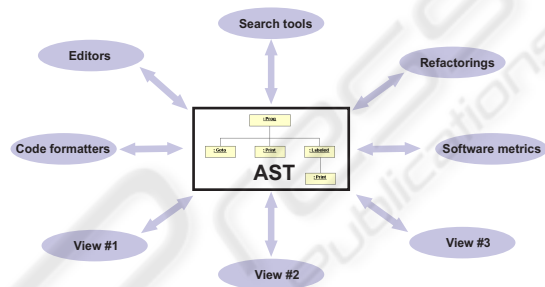 Search tools
Editors
Refactorings
: Prog
Code formatters
: Goto
: Print
: Labeled
Software metrics
AST
: Print
View #1
View #3
View #2